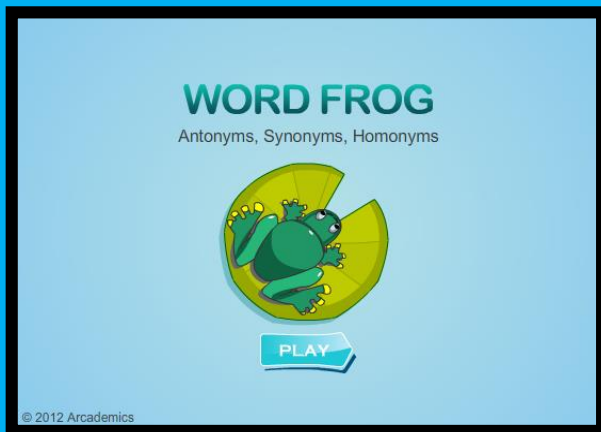 WORD FROG
Antonyms, Synonyms, Homonyms
PLAY
© 2012 Arcademics